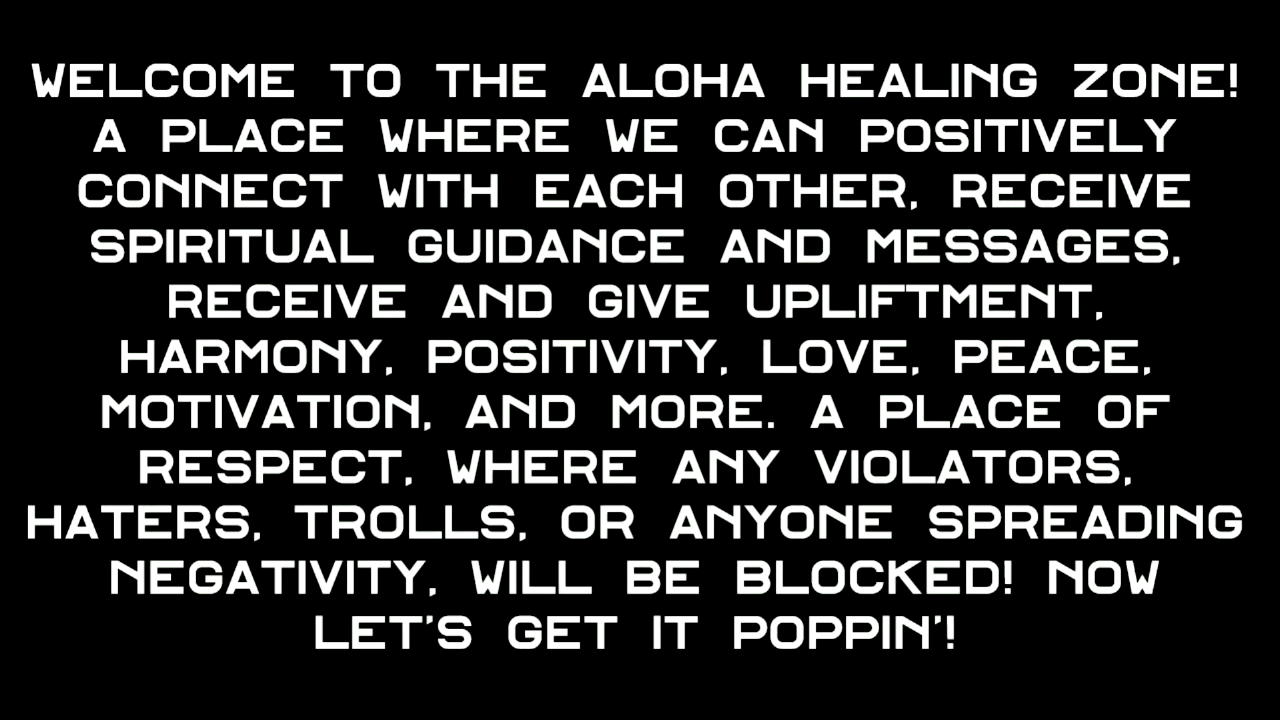 WELCOME TO THE ALOHA HEALING ZONE!
A PLACE WHERE WE CAN POSITIVELY
CONNECT WITH EACH OTHER, RECEIVE
SPIRITUAL GUIDANCE AND MESSAGES,
RECEIVE AND GIVE UPLIFTMENT,
HARMONY, POSITIVITY, LOVE, PEACE,
MOTIVATION, AND MORE. A PLACE OF
RESPECT, WHERE ANY VIOLATORS,
HATERS, TROLLS, OR ANYONE SPREADING
NEGATIVITY, WILL BE BLOCKED! NOW
LET'S GET IT POPPIN'!